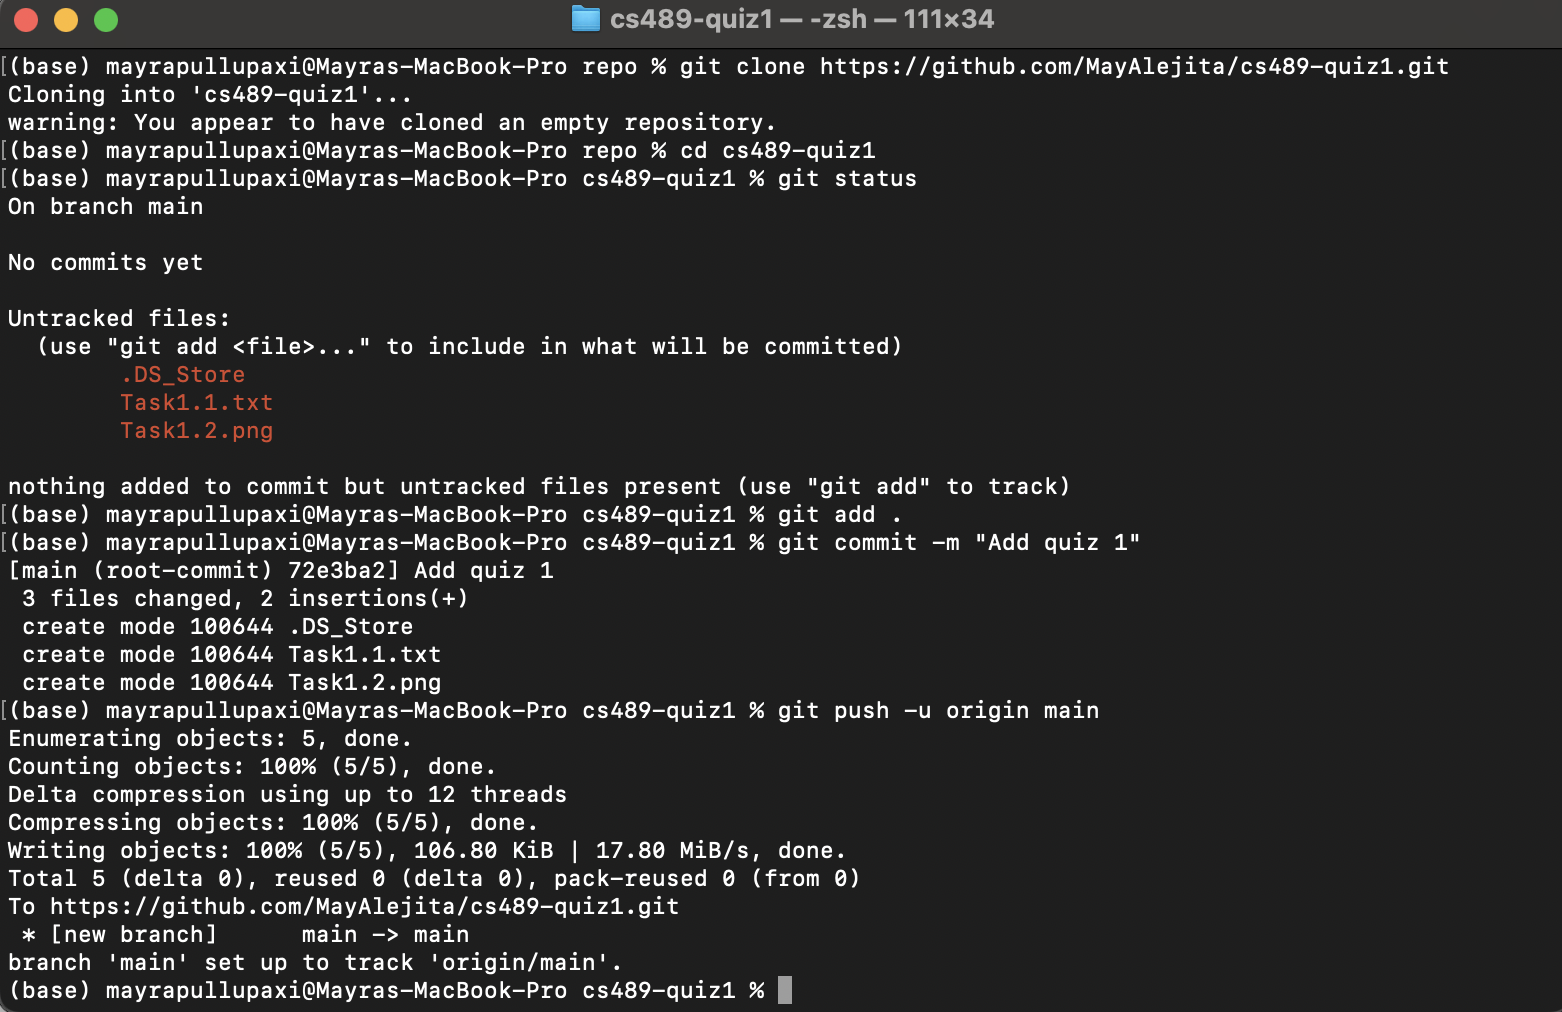 cs489-quiz1 — -zsh — 111×34
[(base) mayrapullupaxi@Mayras-MacBook-Pro repo % git clone https://github.com/MayAlejita/cs489-quiz1.git
Cloning into 'cs489-quiz1'...
warning: You appear to have cloned an empty repository.
[(base) mayrapullupaxi@Mayras-MacBook-Pro repo % cd cs489-quiz1
[(base) mayrapullupaxi@Mayras-MacBook-Pro cs489-quiz1 % git status
On branch main

No commits yet

Untracked files:
  (use "git add <file>..." to include in what will be committed)
        .DS_Store
        Task1.1.txt
        Task1.2.png

nothing added to commit but untracked files present (use "git add" to track)
[(base) mayrapullupaxi@Mayras-MacBook-Pro cs489-quiz1 % git add .
[(base) mayrapullupaxi@Mayras-MacBook-Pro cs489-quiz1 % git commit -m "Add quiz 1"
[main (root-commit) 72e3ba2] Add quiz 1
 3 files changed, 2 insertions(+)
 create mode 100644 .DS_Store
 create mode 100644 Task1.1.txt
 create mode 100644 Task1.2.png
[(base) mayrapullupaxi@Mayras-MacBook-Pro cs489-quiz1 % git push -u origin main
Enumerating objects: 5, done.
Counting objects: 100% (5/5), done.
Delta compression using up to 12 threads
Compressing objects: 100% (5/5), done.
Writing objects: 100% (5/5), 106.80 KiB | 17.80 MiB/s, done.
Total 5 (delta 0), reused 0 (delta 0), pack-reused 0 (from 0)
To https://github.com/MayAlejita/cs489-quiz1.git
 * [new branch]      main -> main
branch 'main' set up to track 'origin/main'.
(base) mayrapullupaxi@Mayras-MacBook-Pro cs489-quiz1 %